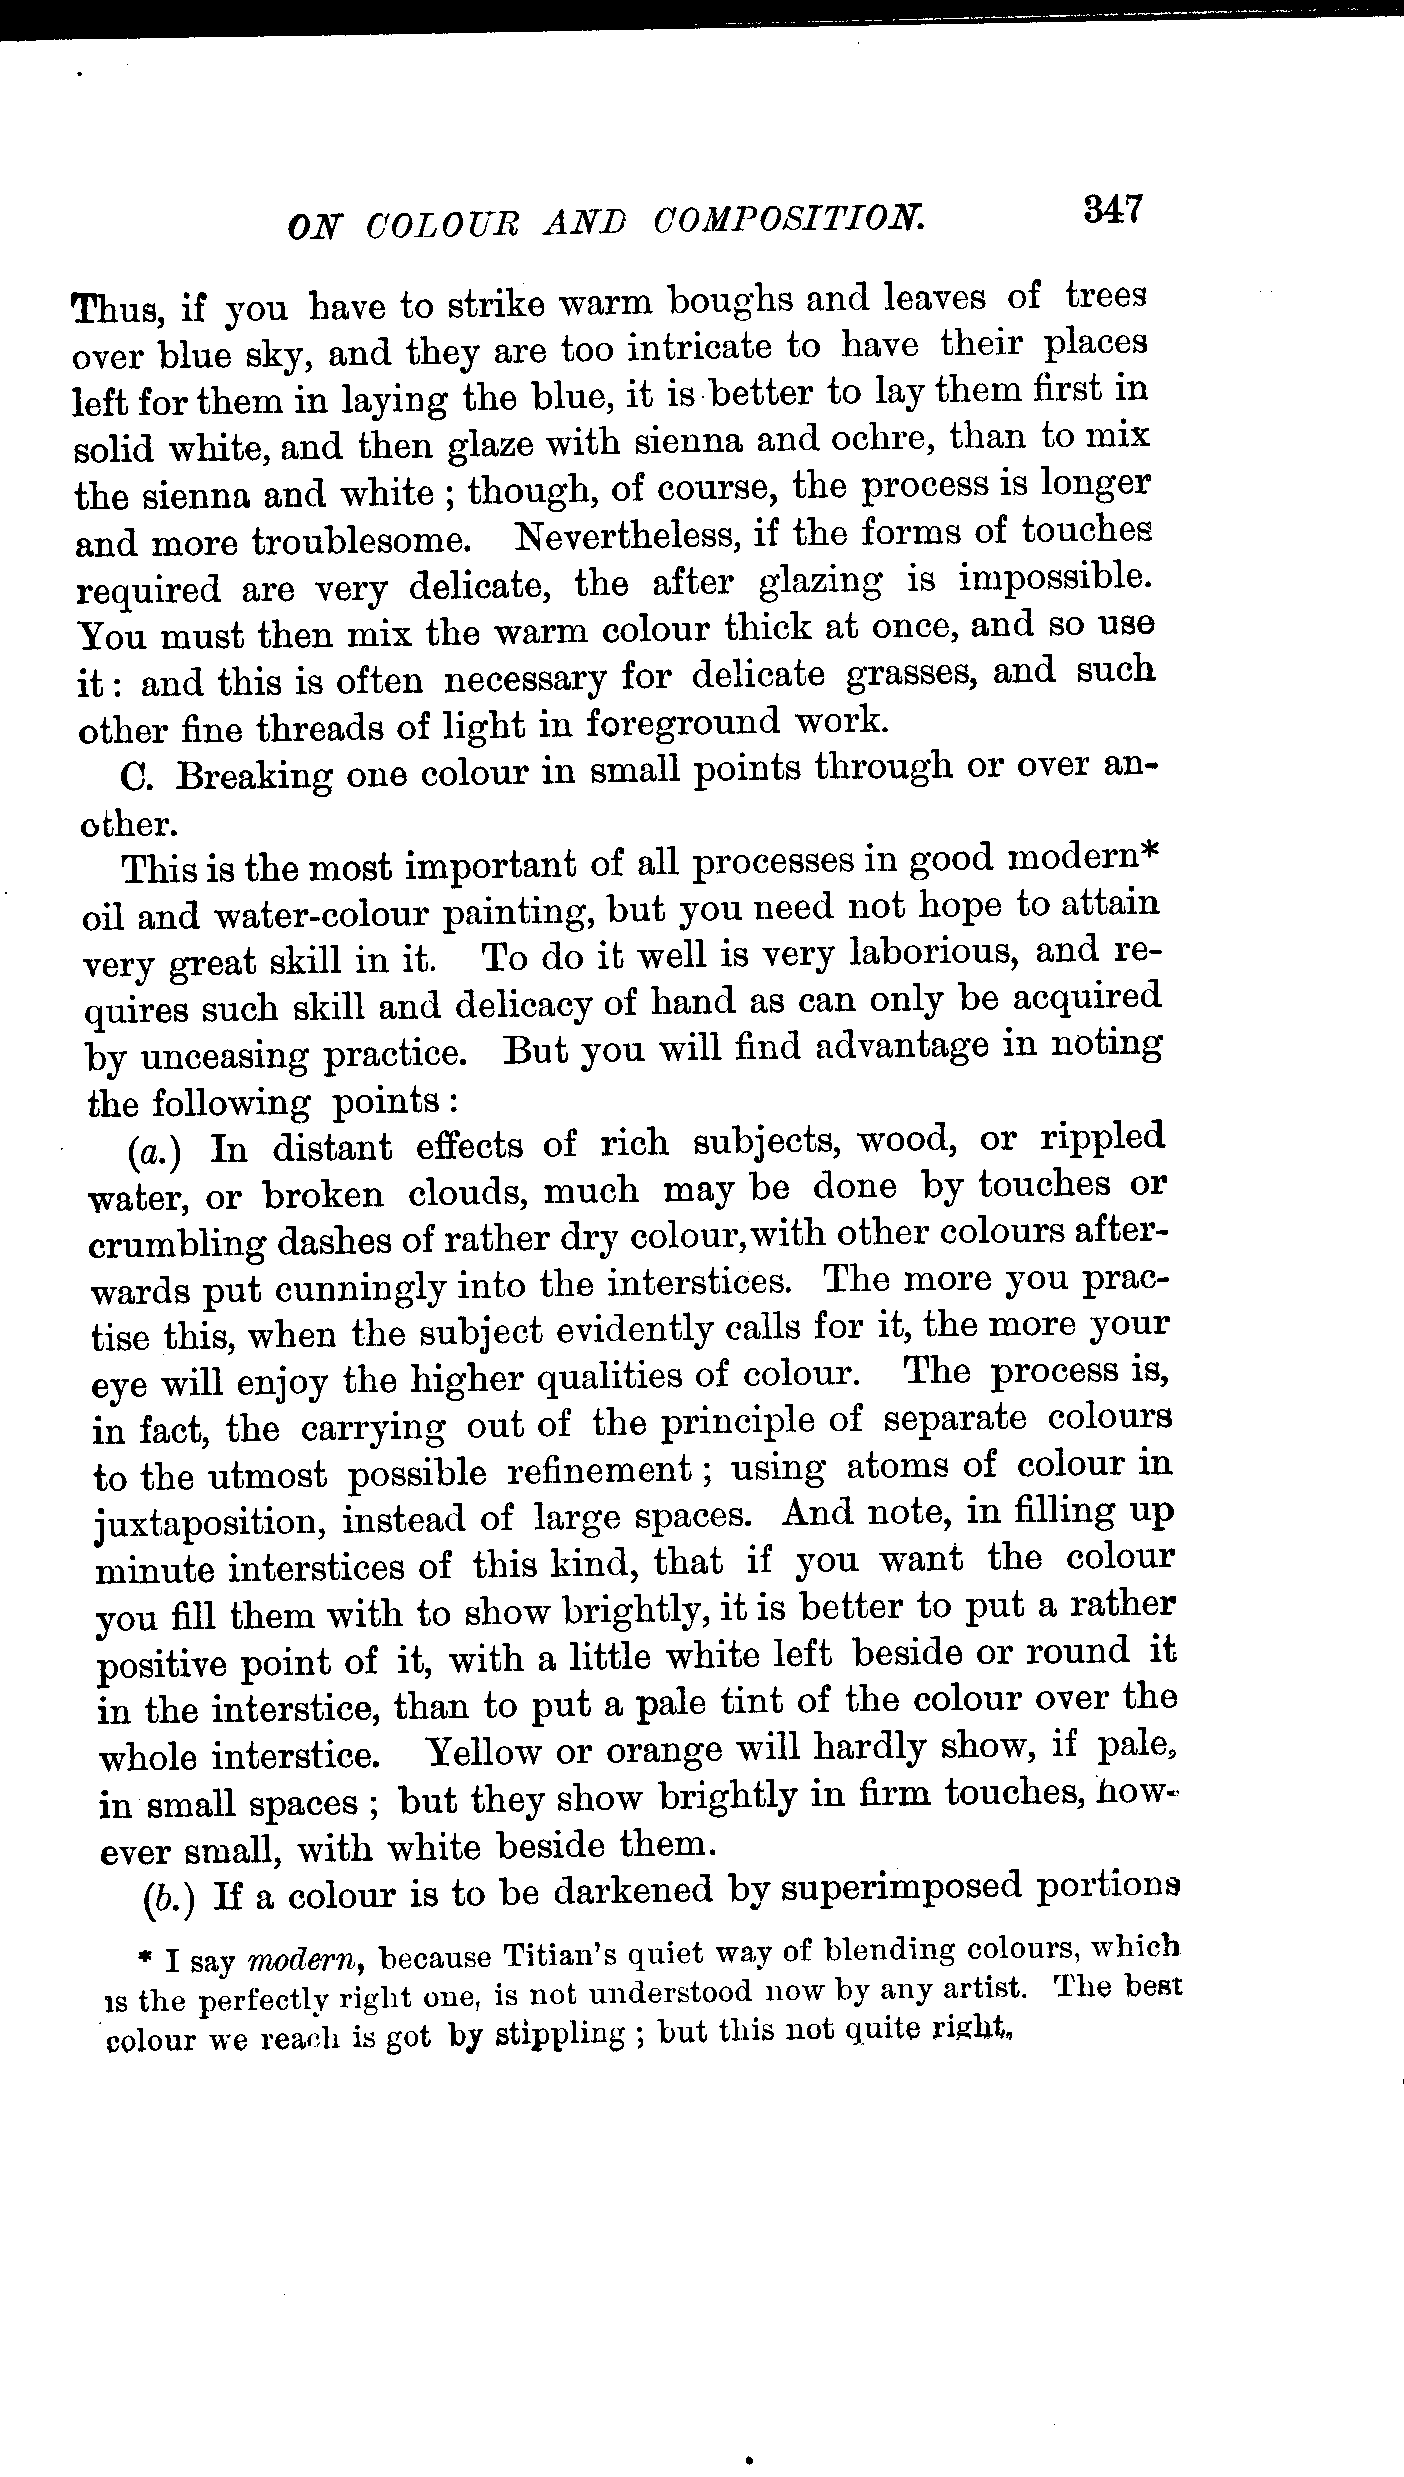 ON COLOUR AND COMPOSITION. 347
Thus, if you have to strike warm boughs and leaves of trees
over blue sky, and they are too intricate to have their places
left for them in laying the blue, it is better to lay them first in
solid white, and then glaze with sienna and ochre, than to mix
the sienna and white ; though, of course, the process is longer
and more troublesome. Nevertheless, if the forms of touches
required are very delicate, the after glazing is impossible.
You must then mix the warm colour thick at once, and so use
it : and this is often necessary for delicate grasses, and such
other fine threads of light in foreground work.
C. Breaking one colour in small points through or over an-
other.
This is the most important of all processes in good modern*
oil and water-colour painting, but you need not hope to attain
very great skill in it. To do it well is very laborious, and re-
quires such skill and delicacy of hand as can only be acquired
by unceasing practice. But you will find advantage in noting
the following points :
(a.) In distant effects of rich subjects, wood, or rippled
water, or broken clouds, much may be done by touches or
crumbling dashes of rather dry colour, with other colours after-
wards put cunningly into the interstices. The more you prac-
tise this, when the subject evidently calls for it, the more your
eye will enjoy the higher qualities of colour. The process is,
in fact, the carrying out of the principle of separate colours
to the utmost possible refinement ; using atoms of colour in
juxtaposition, instead of large spaces. And note, in filling up
minute interstices of this kind, that if you want the colour
you fill them with to show brightly, it is better to put a rather
positive point of it, with a little white left beside or round it
in the interstice, than to put a pale tint of the colour over the
whole interstice. Yellow or orange will hardly show, if pale,
in small spaces ; but they show brightly in firm touches, how-
ever small, with white beside them.
(b.) If a colour is to be darkened by superimposed portions
* I say modern, because Titian's quiet way of blending colours, which
is the perfectly right one, is not understood now by any artist. The best
colour we reach is got by stippling ; but this not quite right.